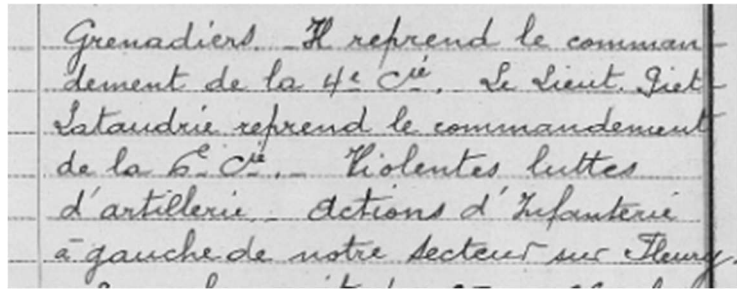 Grenadiers. _ Il reprend le comman-
dement de la 4e Cie. Le Lieut. Piet-
Lataudrie reprend le commandement
de la 6e Cie. _ Violentes luttes
d'artillerie. _ Actions d'Infanterie
à gauche de notre secteur sur Fleury.